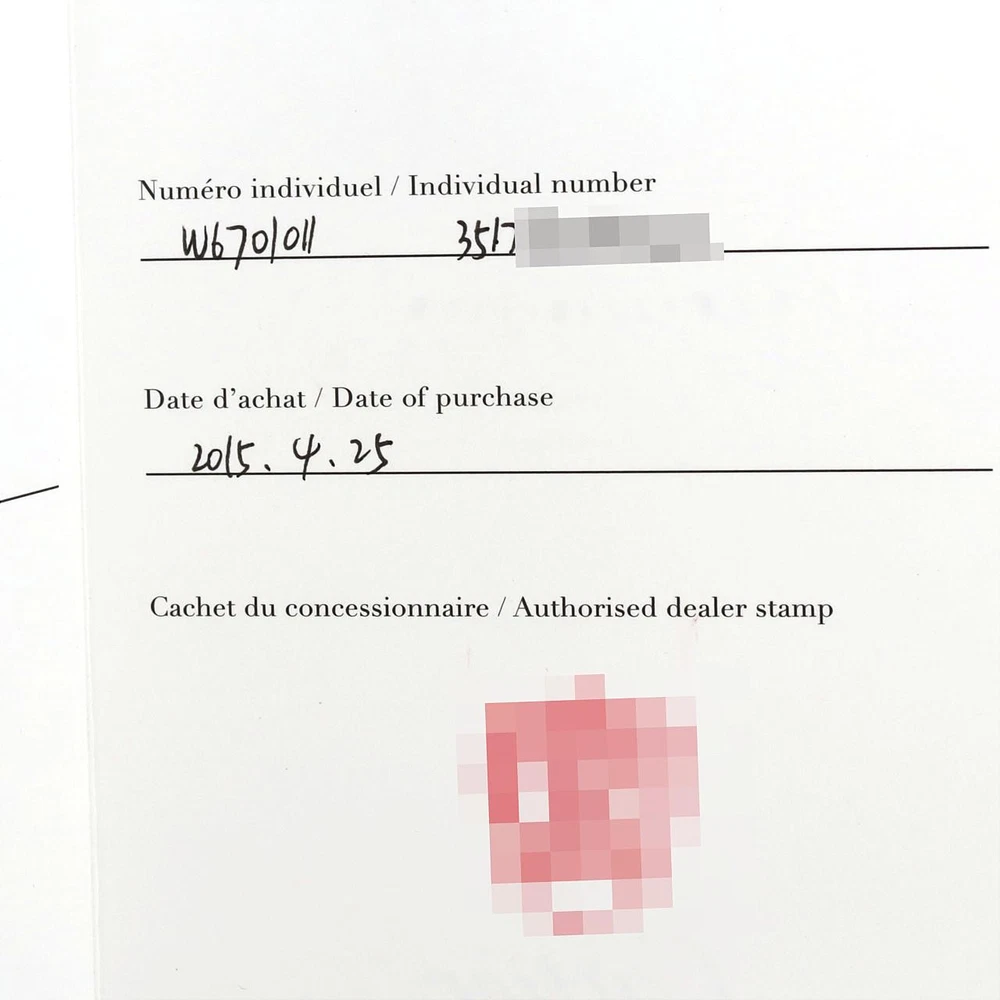 Numéro individuel / Individual number
W6701011 3517
Date d'achat / Date of purchase
2015. 4. 25
Cachet du concessionnaire / Authorised dealer stamp